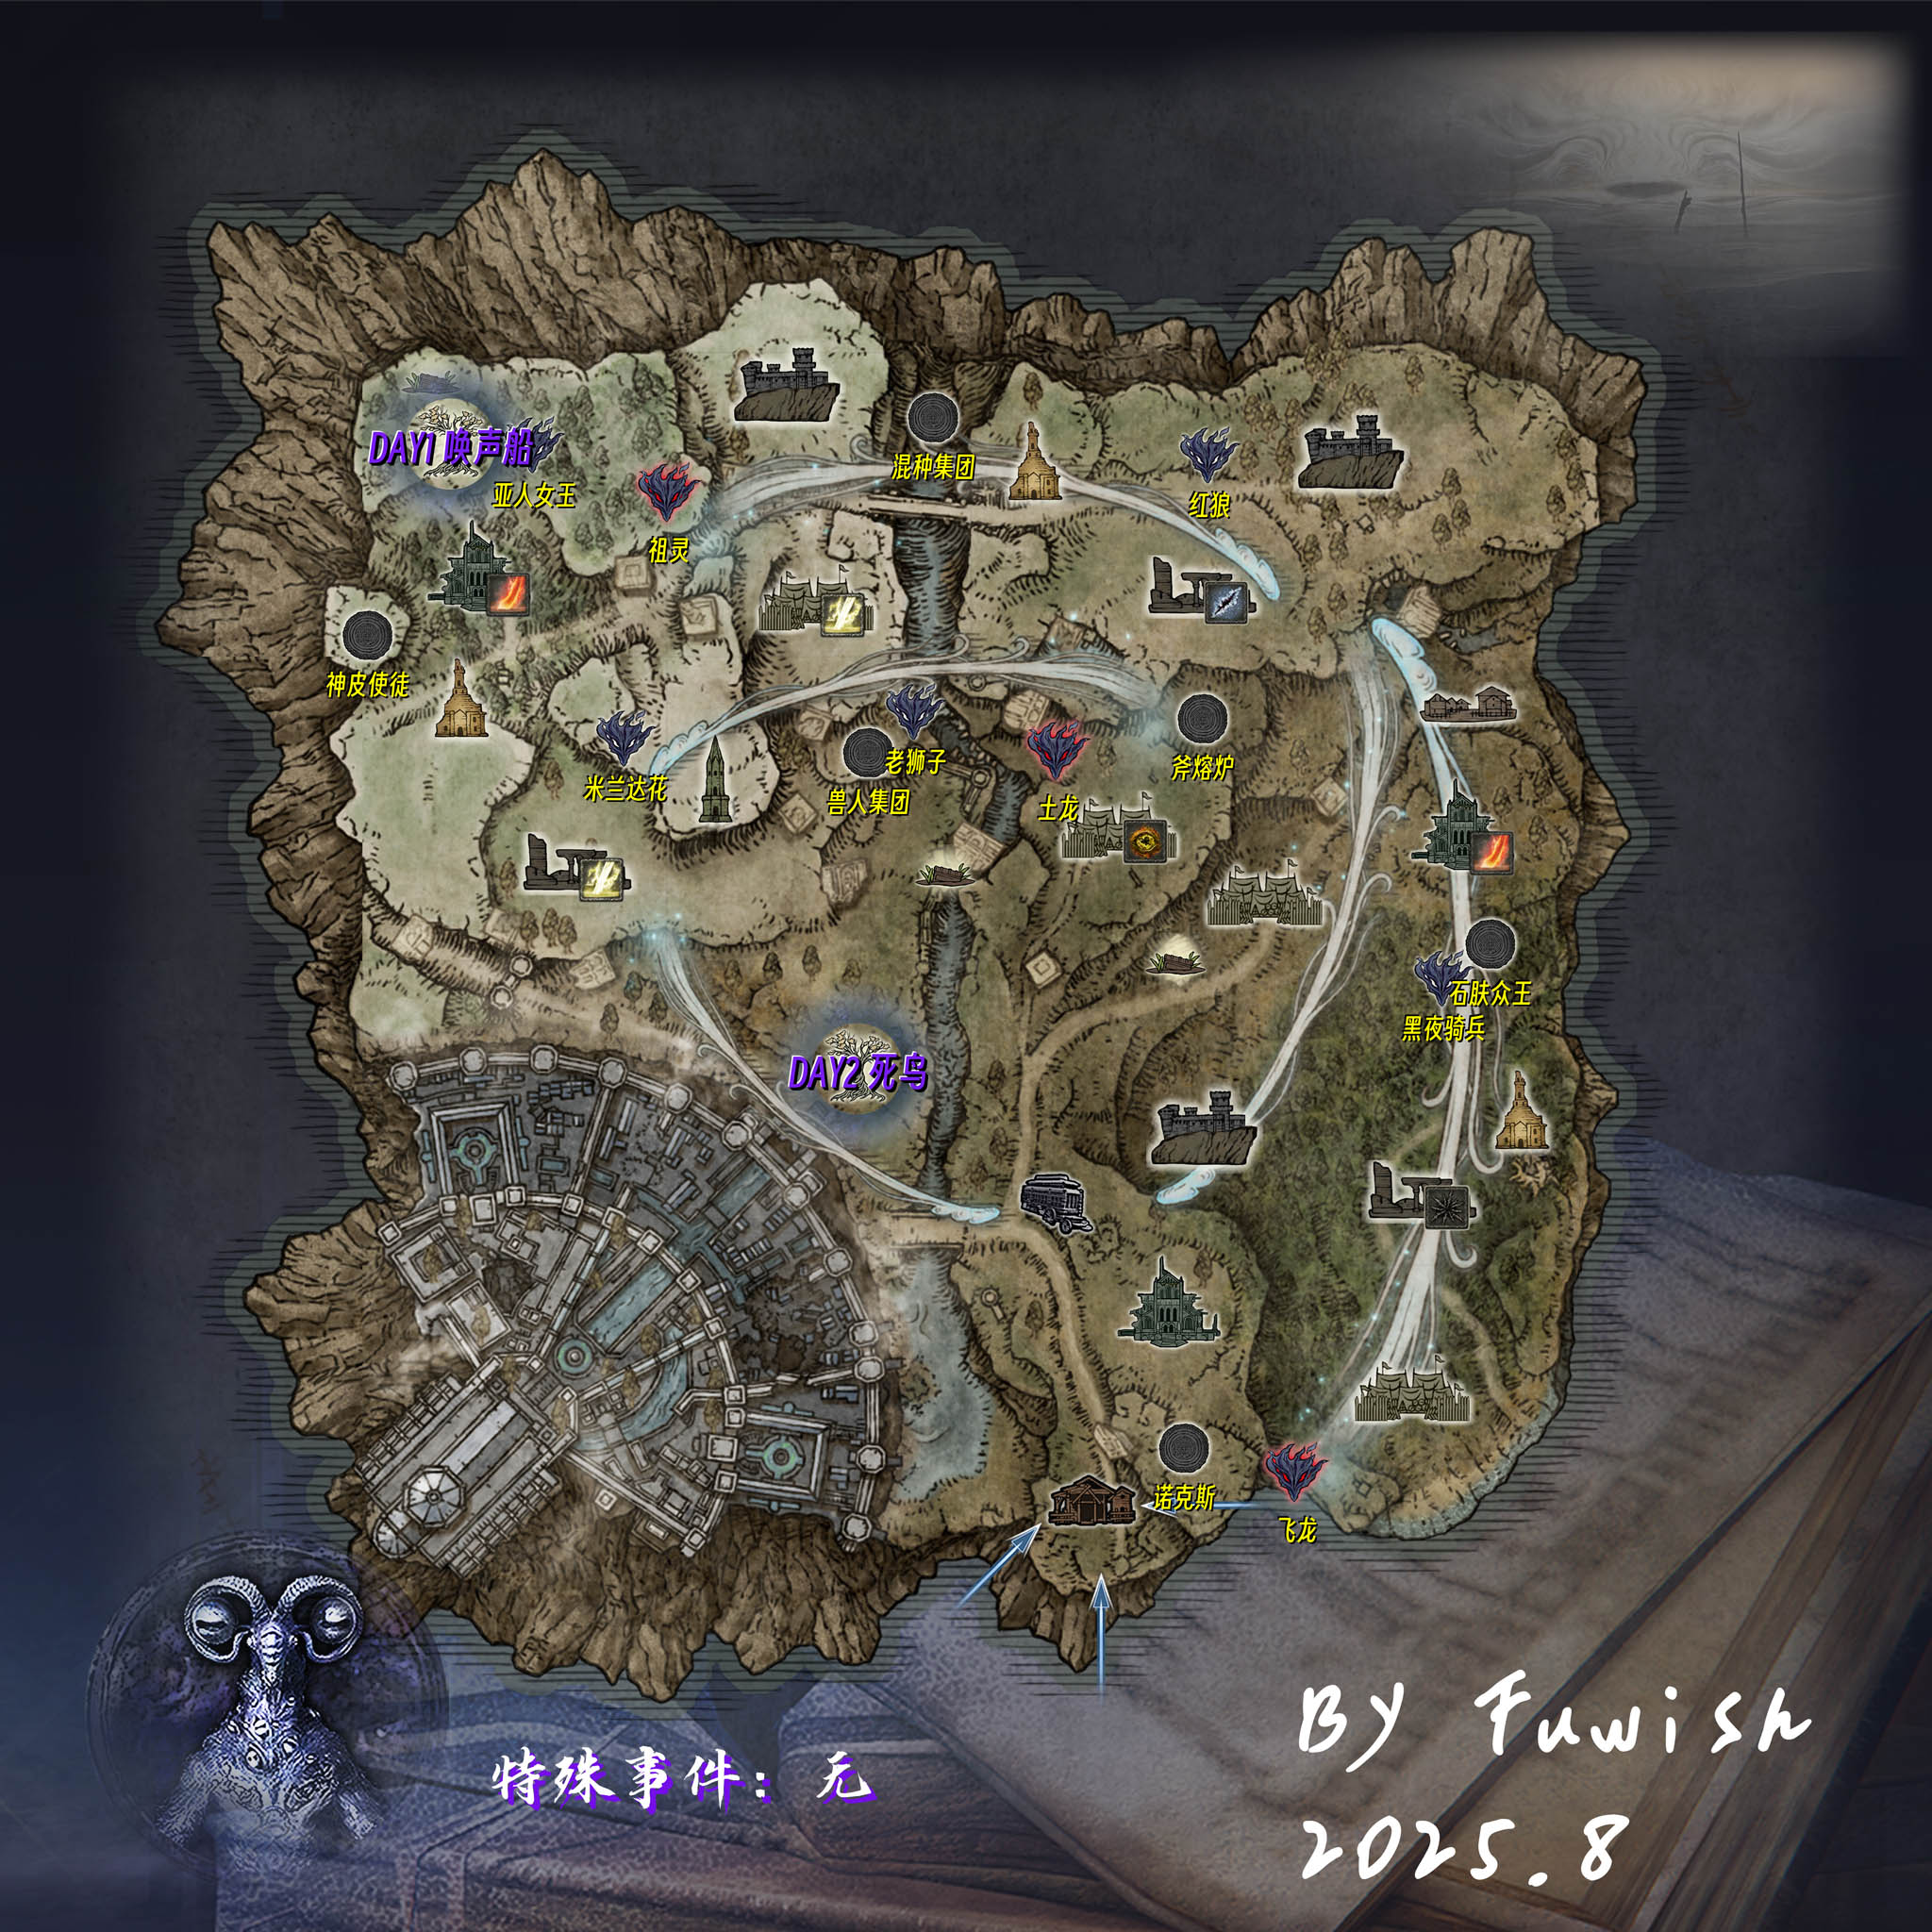 DAY1 唤声船
亚人女王
祖灵
混种集团
红狼
神皮使徒
米兰达花
老狮子
兽人集团
土龙
斧熔炉
石肤众王
黑夜骑兵
DAY2 死鸟
诺克斯
飞龙
特殊事件：无
By Fuwish
2025.8